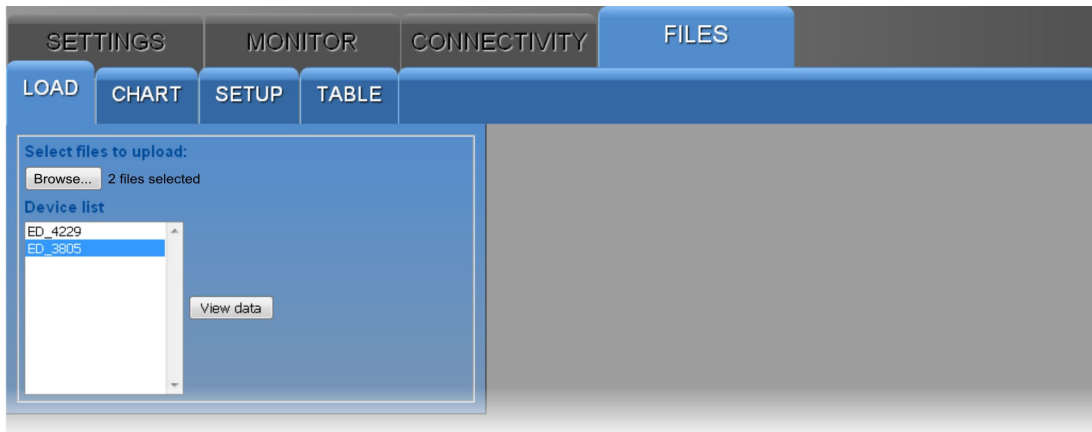 SETTINGS MONITOR CONNECTIVITY FILES
LOAD CHART SETUP TABLE
Select files to upload:
Browse... 2 files selected
Device list
ED_4229
ED_3805
View data